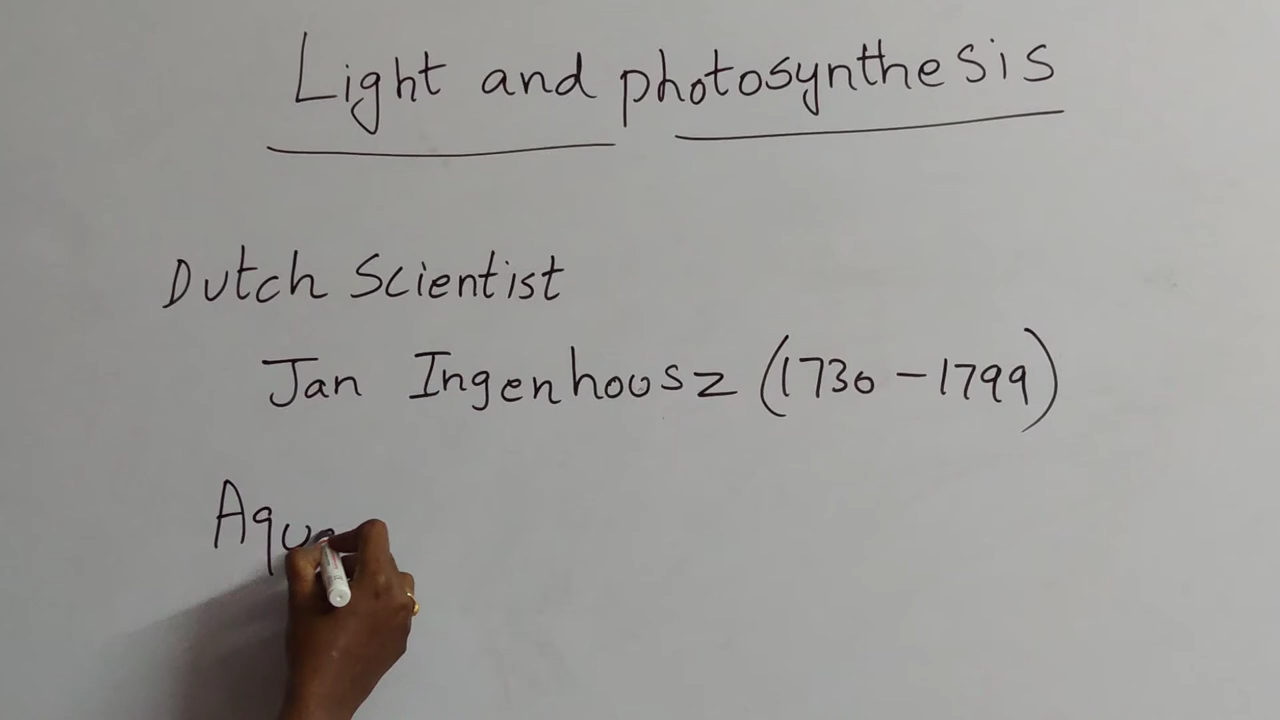 Light and photosynthesis
Dutch Scientist
Jan Ingenhousz (1730 - 1799)